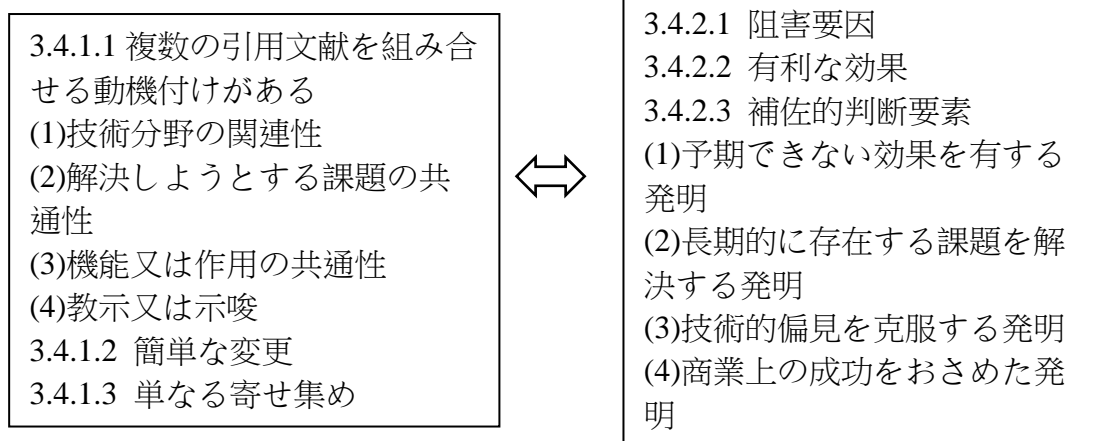 3.4.1.1 複数の引用文献を組み合
せる動機付けがある
(1)技術分野の関連性
(2)解決しようとする課題の共
通性
(3)機能又は作用の共通性
(4)教示又は示唆
3.4.1.2 簡単な変更
3.4.1.3 単なる寄せ集め
3.4.2.1 阻害要因
3.4.2.2 有利な効果
3.4.2.3 補佐的判断要素
(1)予期できない効果を有する
発明
(2)長期的に存在する課題を解
決する発明
(3)技術的偏見を克服する発明
(4)商業上の成功をおさめた発
明